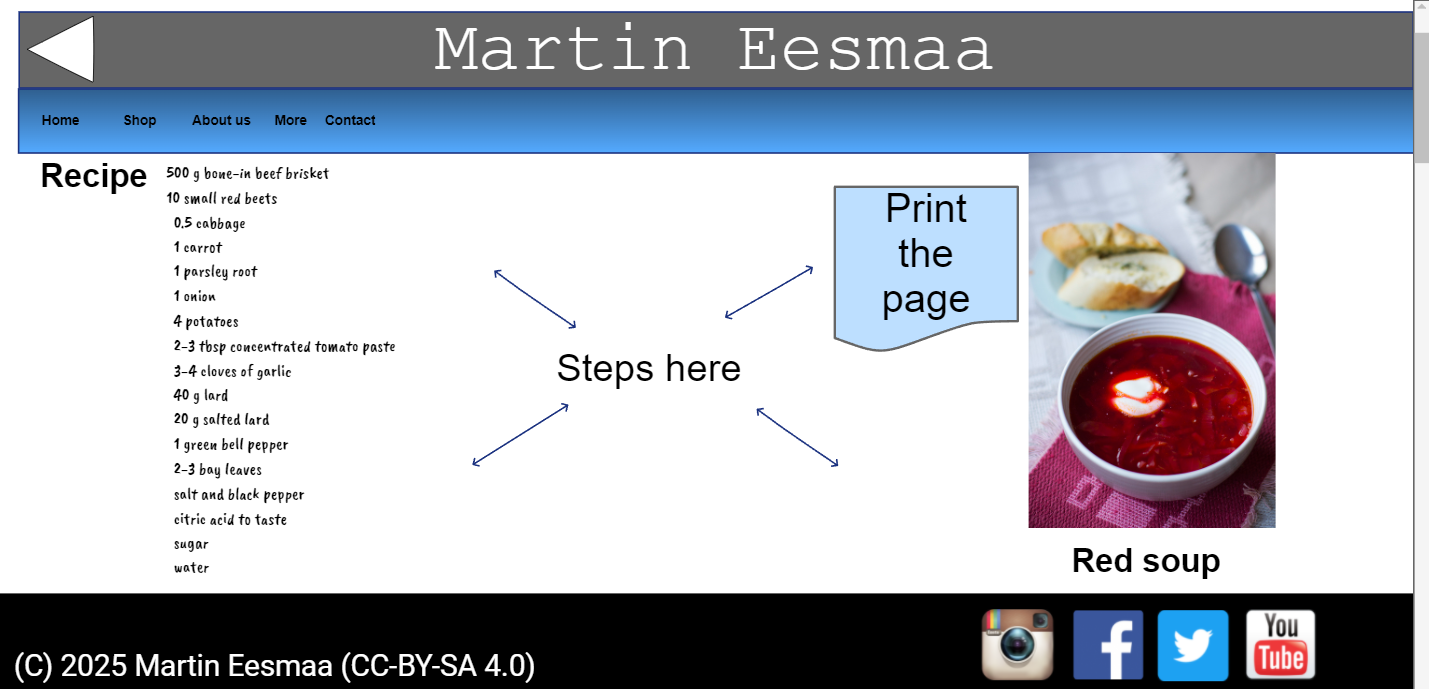 Martin Eesmaa
Home Shop About us More Contact
Recipe
500 g bone-in beef brisket
10 small red beets
0.5 cabbage
1 carrot
1 parsley root
1 onion
4 potatoes
2-3 tbsp concentrated tomato paste
3-4 cloves of garlic
40 g lard
20 g salted lard
1 green bell pepper
2-3 bay leaves
salt and black pepper
citric acid to taste
sugar
water
Steps here
Print
the
page
Red soup
(C) 2025 Martin Eesmaa (CC-BY-SA 4.0)
You
Tube